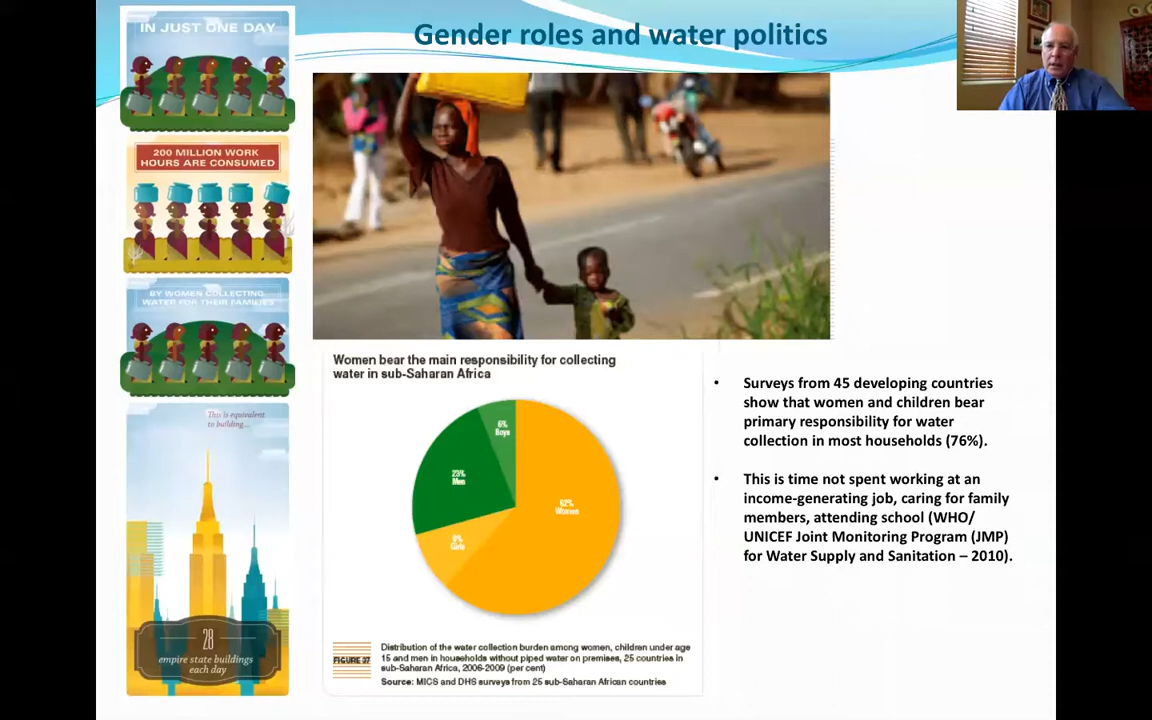 Gender roles and water politics
IN JUST ONE DAY
200 MILLION WORK
HOURS ARE CONSUMED
BY WOMEN COLLECTING
WATER FOR THEIR FAMILIES
This is equivalent
to building...
28
empire state buildings
each day
Women bear the main responsibility for collecting
water in sub-Saharan Africa
6%
Boys
23%
Men
62%
Women
9%
Girls
FIGURE 27
Distribution of the water collection burden among women, children under age
15 and men in households without piped water on premises, 25 countries in
sub-Saharan Africa, 2006-2009 (per cent)
Source: MICS and DHS surveys from 25 sub-Saharan African countries
• Surveys from 45 developing countries
show that women and children bear
primary responsibility for water
collection in most households (76%).
• This is time not spent working at an
income-generating job, caring for family
members, attending school (WHO/
UNICEF Joint Monitoring Program (JMP)
for Water Supply and Sanitation – 2010).